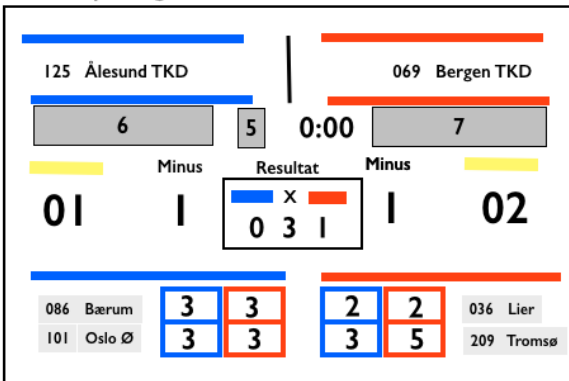 125 Ålesund TKD 069 Bergen TKD
6 5 0:00 7
Minus Resultat Minus
X
01 1 0 3 1 1 02
086 Bærum 3 3 2 2 036 Lier
101 Oslo Ø 3 3 3 5 209 Tromsø